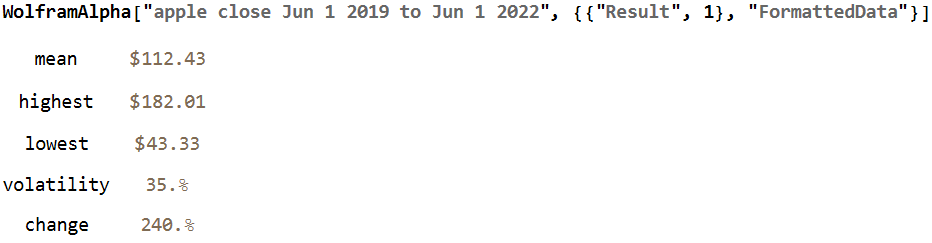 WolframAlpha["apple close Jun 1 2019 to Jun 1 2022", {{"Result", 1}, "FormattedData"}]
mean $112.43
highest $182.01
lowest $43.33
volatility 35.%
change 240.%